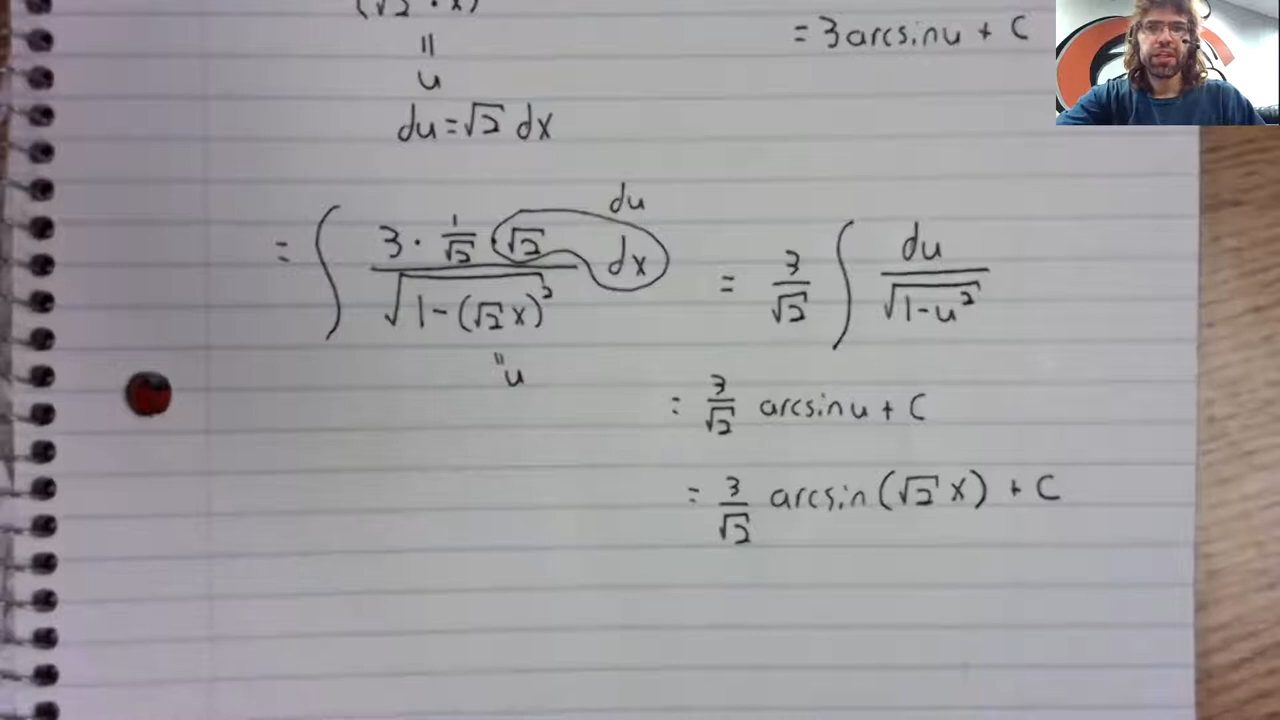 (√2 · x)
= 3 arcsin u + C
"
u
du = √2 dx
du
= ∫ 3 · 1/√2 · √2 dx / √(1 - (√2 x)²) = 3/√2 ∫ du / √(1 - u²)
" u
= 3/√2 arcsin u + C
= 3/√2 arcsin (√2 x) + C